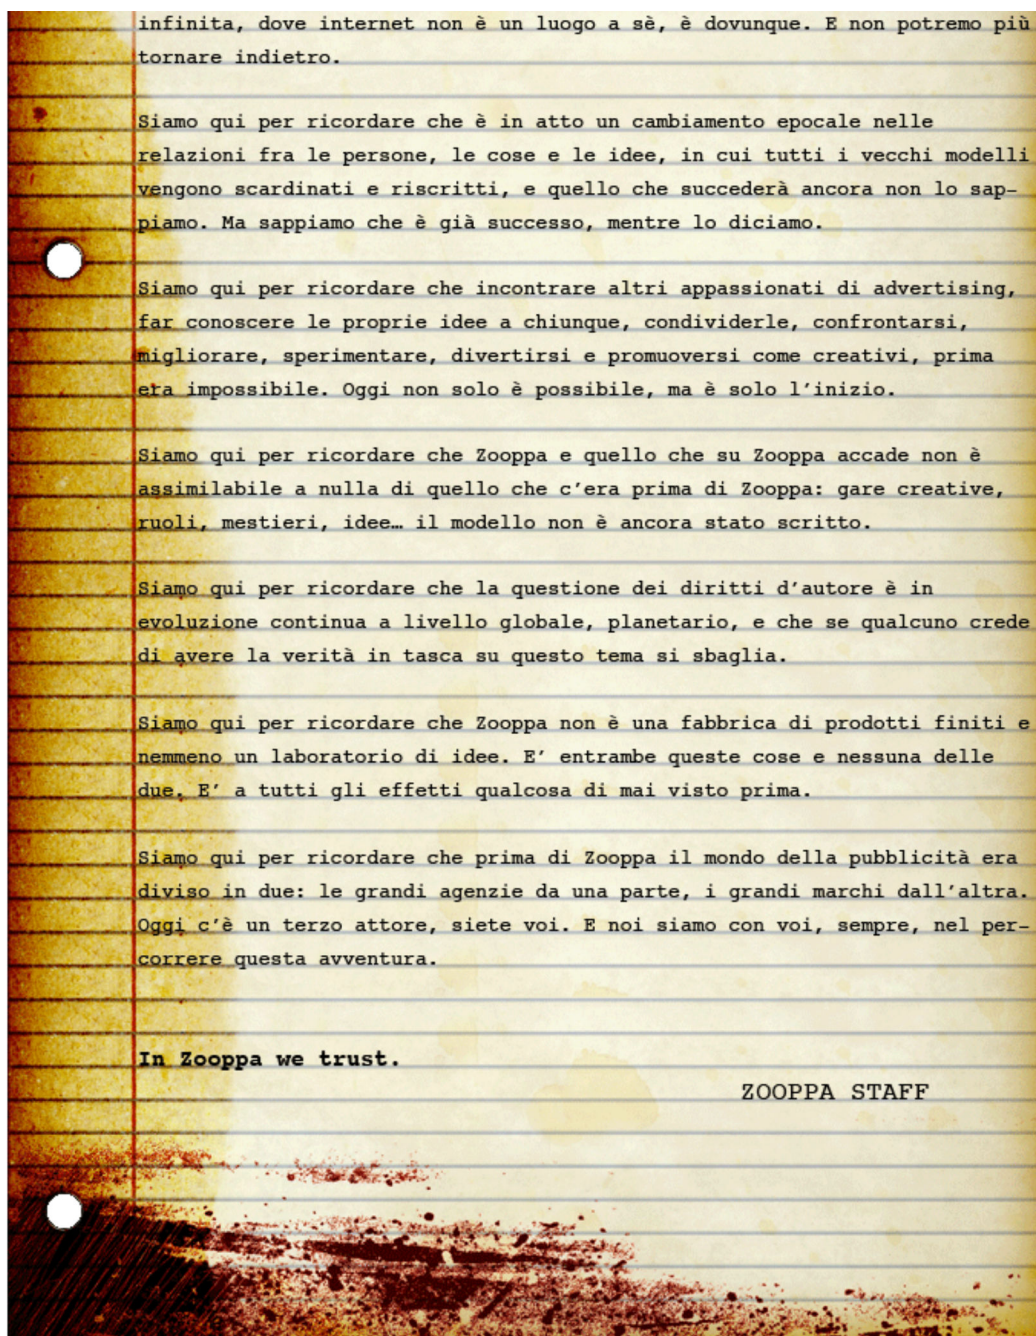 infinita, dove internet non è un luogo a sè, è dovunque. E non potremo più
tornare indietro.
Siamo qui per ricordare che è in atto un cambiamento epocale nelle
relazioni fra le persone, le cose e le idee, in cui tutti i vecchi modelli
vengono scardinati e riscritti, e quello che succederà ancora non lo sap-
piamo. Ma sappiamo che è già successo, mentre lo diciamo.
Siamo qui per ricordare che incontrare altri appassionati di advertising,
far conoscere le proprie idee a chiunque, condividerle, confrontarsi,
migliorare, sperimentare, divertirsi e promuoversi come creativi, prima
era impossibile. Oggi non solo è possibile, ma è solo l'inizio.
Siamo qui per ricordare che Zooppa e quello che su Zooppa accade non è
assimilabile a nulla di quello che c'era prima di Zooppa: gare creative,
ruoli, mestieri, idee… il modello non è ancora stato scritto.
Siamo qui per ricordare che la questione dei diritti d'autore è in
evoluzione continua a livello globale, planetario, e che se qualcuno crede
di avere la verità in tasca su questo tema si sbaglia.
Siamo qui per ricordare che Zooppa non è una fabbrica di prodotti finiti e
nemmeno un laboratorio di idee. E' entrambe queste cose e nessuna delle
due. E' a tutti gli effetti qualcosa di mai visto prima.
Siamo qui per ricordare che prima di Zooppa il mondo della pubblicità era
diviso in due: le grandi agenzie da una parte, i grandi marchi dall'altra.
Oggi c'è un terzo attore, siete voi. E noi siamo con voi, sempre, nel per-
correre questa avventura.
In Zooppa we trust.
ZOOPPA STAFF